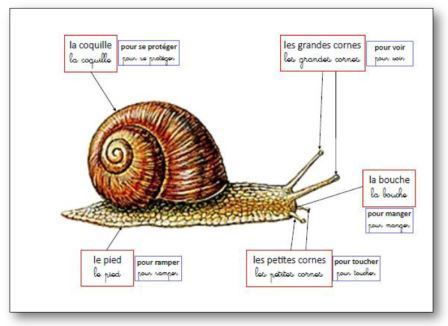 la coquille
la coquille
pour se protéger
pour se protéger
les grandes cornes
les grandes cornes
pour voir
pour voir
la bouche
la bouche
pour manger
pour manger
le pied
le pied
pour ramper
pour ramper
les petites cornes
les petites cornes
pour toucher
pour toucher